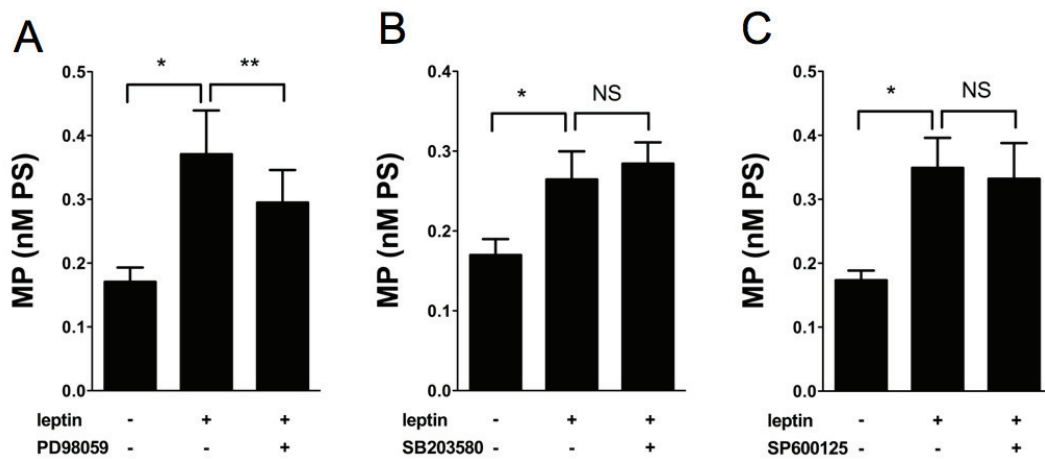 A
B
C
* **
* NS
* NS
MP (nM PS)
0.5
0.4
0.3
0.2
0.1
0.0
MP (nM PS)
0.4
0.3
0.2
0.1
0.0
MP (nM PS)
0.5
0.4
0.3
0.2
0.1
0.0
leptin - + +
PD98059 - - +
leptin - + +
SB203580 - - +
leptin - + +
SP600125 - - +